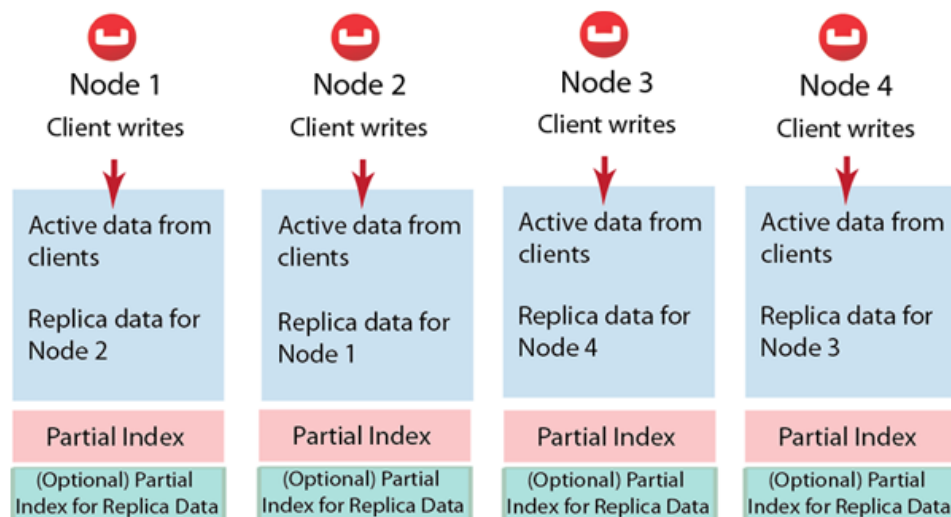 Node 1
Client writes
Active data from
clients
Replica data for
Node 2
Partial Index
(Optional) Partial
Index for Replica Data
Node 2
Client writes
Active data from
clients
Replica data for
Node 1
Partial Index
(Optional) Partial
Index for Replica Data
Node 3
Client writes
Active data from
clients
Replica data for
Node 4
Partial Index
(Optional) Partial
Index for Replica Data
Node 4
Client writes
Active data from
clients
Replica data for
Node 3
Partial Index
(Optional) Partial
Index for Replica Data